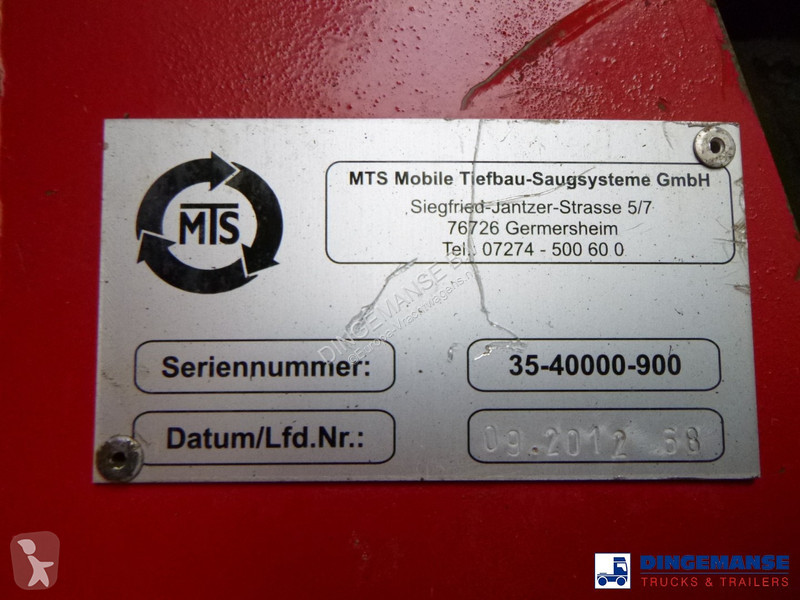 MTS
MTS Mobile Tiefbau-Saugsysteme GmbH
Siegfried-Jantzer-Strasse 5/7
76726 Germersheim
Tel.: 07274 - 500 60 0
DINGEMANSE B.V.
Seriennummer:
35-40000-900
Datum/Lfd.Nr.:
09.2012 68
DINGEMANSE
TRUCKS & TRAILERS